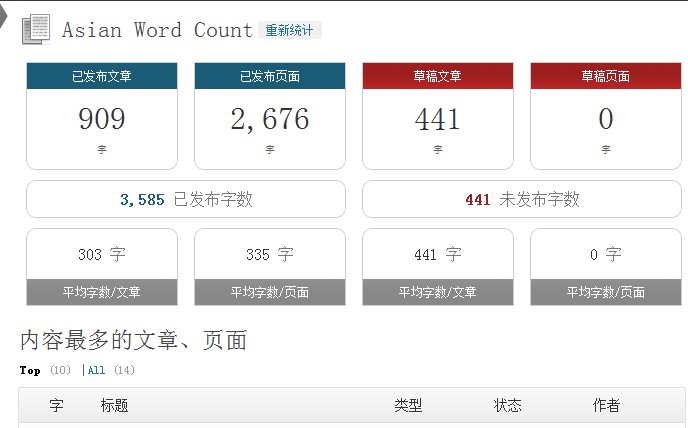 Asian Word Count 重新统计
已发布文章 已发布页面 草稿文章 草稿页面
909 2,676 441 0
字 字 字 字
3,585 已发布字数 441 未发布字数
303 字 335 字 441 字 0 字
平均字数/文章 平均字数/页面 平均字数/文章 平均字数/页面
内容最多的文章、页面
Top (10) |All (14)
字 标题 类型 状态 作者